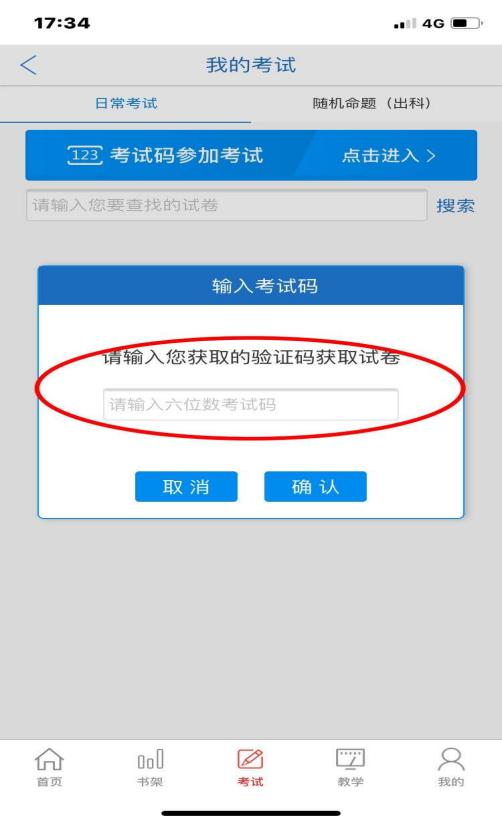 17:34
4G
我的考试
日常考试
随机命题（出科）
123 考试码参加考试
点击进入 >
请输入您要查找的试卷
搜索
输入考试码
请输入您获取的验证码获取试卷
请输入六位数考试码
取消
确认
首页
书架
考试
教学
我的